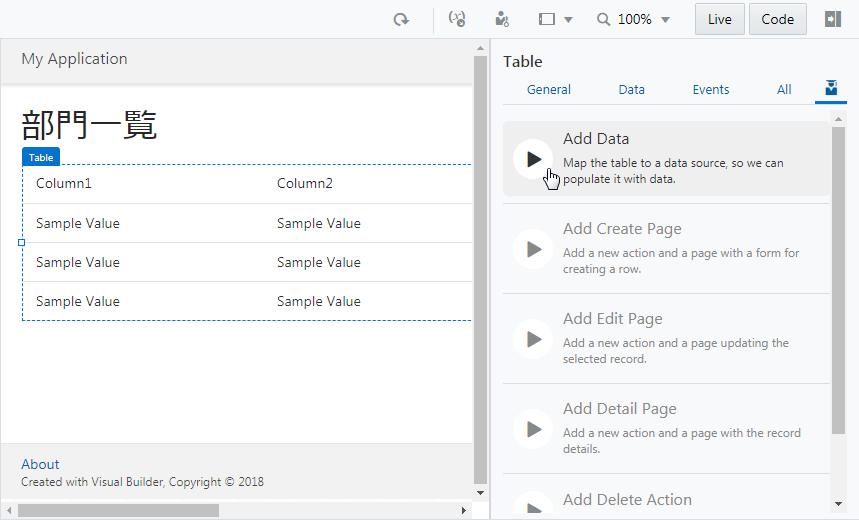 100%
Live
Code
My Application
部門一覧
Table
Column1
Column2
Sample Value
Sample Value
Sample Value
Sample Value
Sample Value
Sample Value
About
Created with Visual Builder, Copyright © 2018
Table
General
Data
Events
All
Add Data
Map the table to a data source, so we can
populate it with data.
Add Create Page
Add a new action and a page with a form for
creating a row.
Add Edit Page
Add a new action and a page updating the
selected record.
Add Detail Page
Add a new action and a page with the record
details.
Add Delete Action